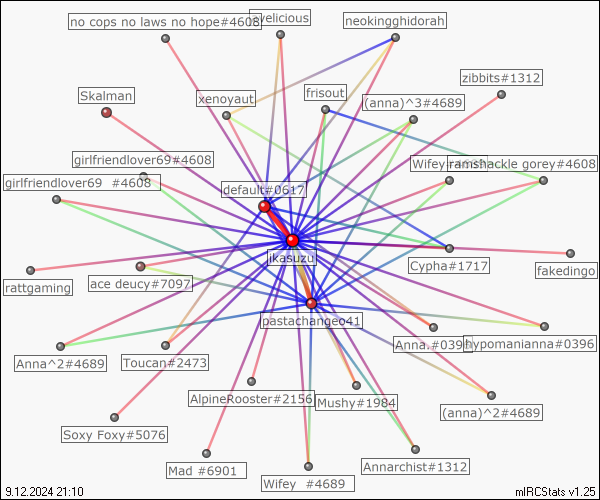 no cops no laws no hope#4608
velicious
neokingghidorah
zibbits#1312
Skalman
xenoyaut
frisout
(anna)^3#4689
girlfriendlover69#4608
Wifey
ramshackle gorey#4608
girlfriendlover69 #4608
default#0617
ikasuzu
Cypha#1717
fakedingo
rattgaming
ace deucy#7097
pastachangeo41
Anna^2#4689
Toucan#2473
Anna.#0395
hypomanianna#0396
AlpineRooster#2156
Mushy#1984
(anna)^2#4689
Soxy Foxy#5076
Mad #6901
Wifey #4689
Annarchist#1312
9.12.2024 21:10
mIRCStats v1.25